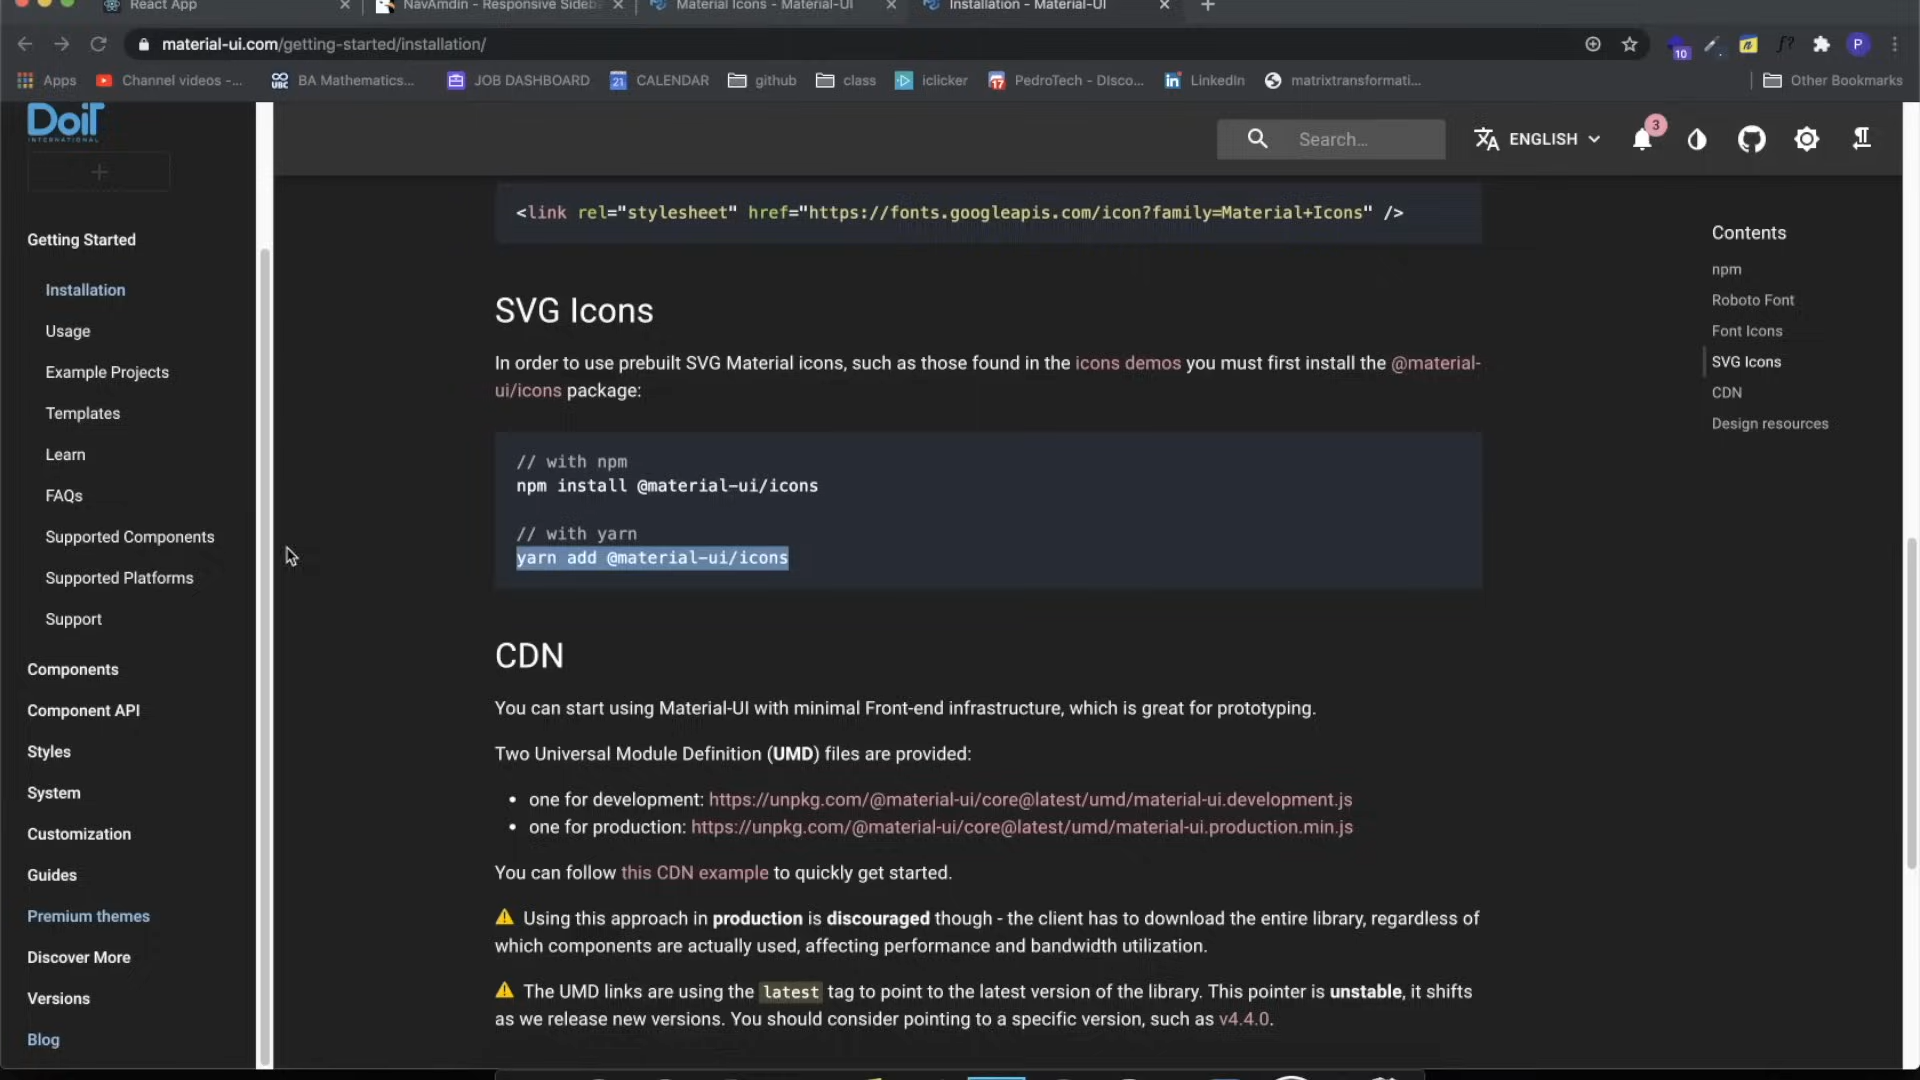 React App
NavAmdin - Responsive Sideb
Material Icons - Material-UI
Installation - Material-UI
material-ui.com/getting-started/installation/
10
n
f?
P
Apps
Channel videos -...
UBC
BA Mathematics...
JOB DASHBOARD
21
CALENDAR
github
class
iclicker
17
PedroTech - DIsco...
in
LinkedIn
matrixtransformati...
Other Bookmarks
DoiT
INTERNATIONAL
Search...
ENGLISH
3
<link rel="stylesheet" href="https://fonts.googleapis.com/icon?family=Material+Icons" />
Getting Started
Installation
Usage
Example Projects
Templates
Learn
FAQs
Supported Components
Supported Platforms
Support
Components
Component API
Styles
System
Customization
Guides
Premium themes
Discover More
Versions
Blog
SVG Icons
In order to use prebuilt SVG Material icons, such as those found in the icons demos you must first install the @material-
ui/icons package:
// with npm
npm install @material-ui/icons
// with yarn
yarn add @material-ui/icons
CDN
You can start using Material-UI with minimal Front-end infrastructure, which is great for prototyping.
Two Universal Module Definition (UMD) files are provided:
• one for development: https://unpkg.com/@material-ui/core@latest/umd/material-ui.development.js
• one for production: https://unpkg.com/@material-ui/core@latest/umd/material-ui.production.min.js
You can follow this CDN example to quickly get started.
⚠ Using this approach in production is discouraged though - the client has to download the entire library, regardless of
which components are actually used, affecting performance and bandwidth utilization.
⚠ The UMD links are using the latest tag to point to the latest version of the library. This pointer is unstable, it shifts
as we release new versions. You should consider pointing to a specific version, such as v4.4.0.
Contents
npm
Roboto Font
Font Icons
SVG Icons
CDN
Design resources